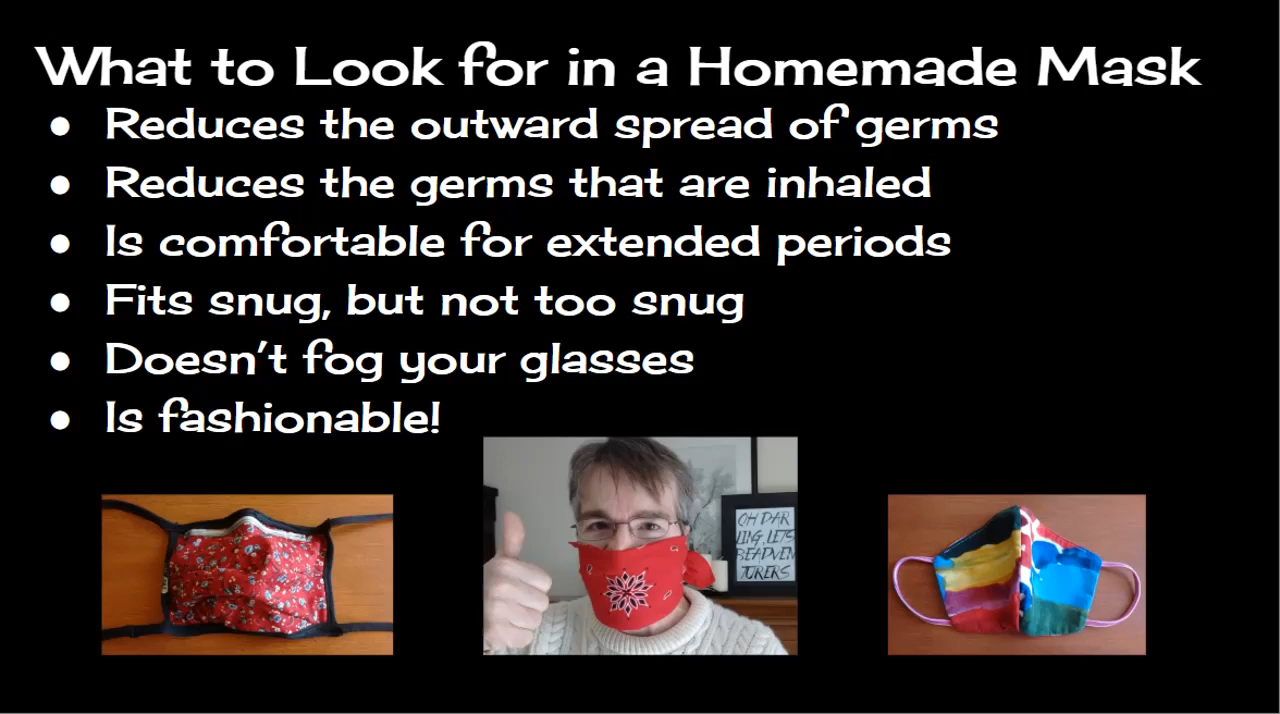 What to Look for in a Homemade Mask
● Reduces the outward spread of germs
● Reduces the germs that are inhaled
● Is comfortable for extended periods
● Fits snug, but not too snug
● Doesn't fog your glasses
● Is fashionable!
OH DAR
LING, LETS
BE ADVEN
TURERS